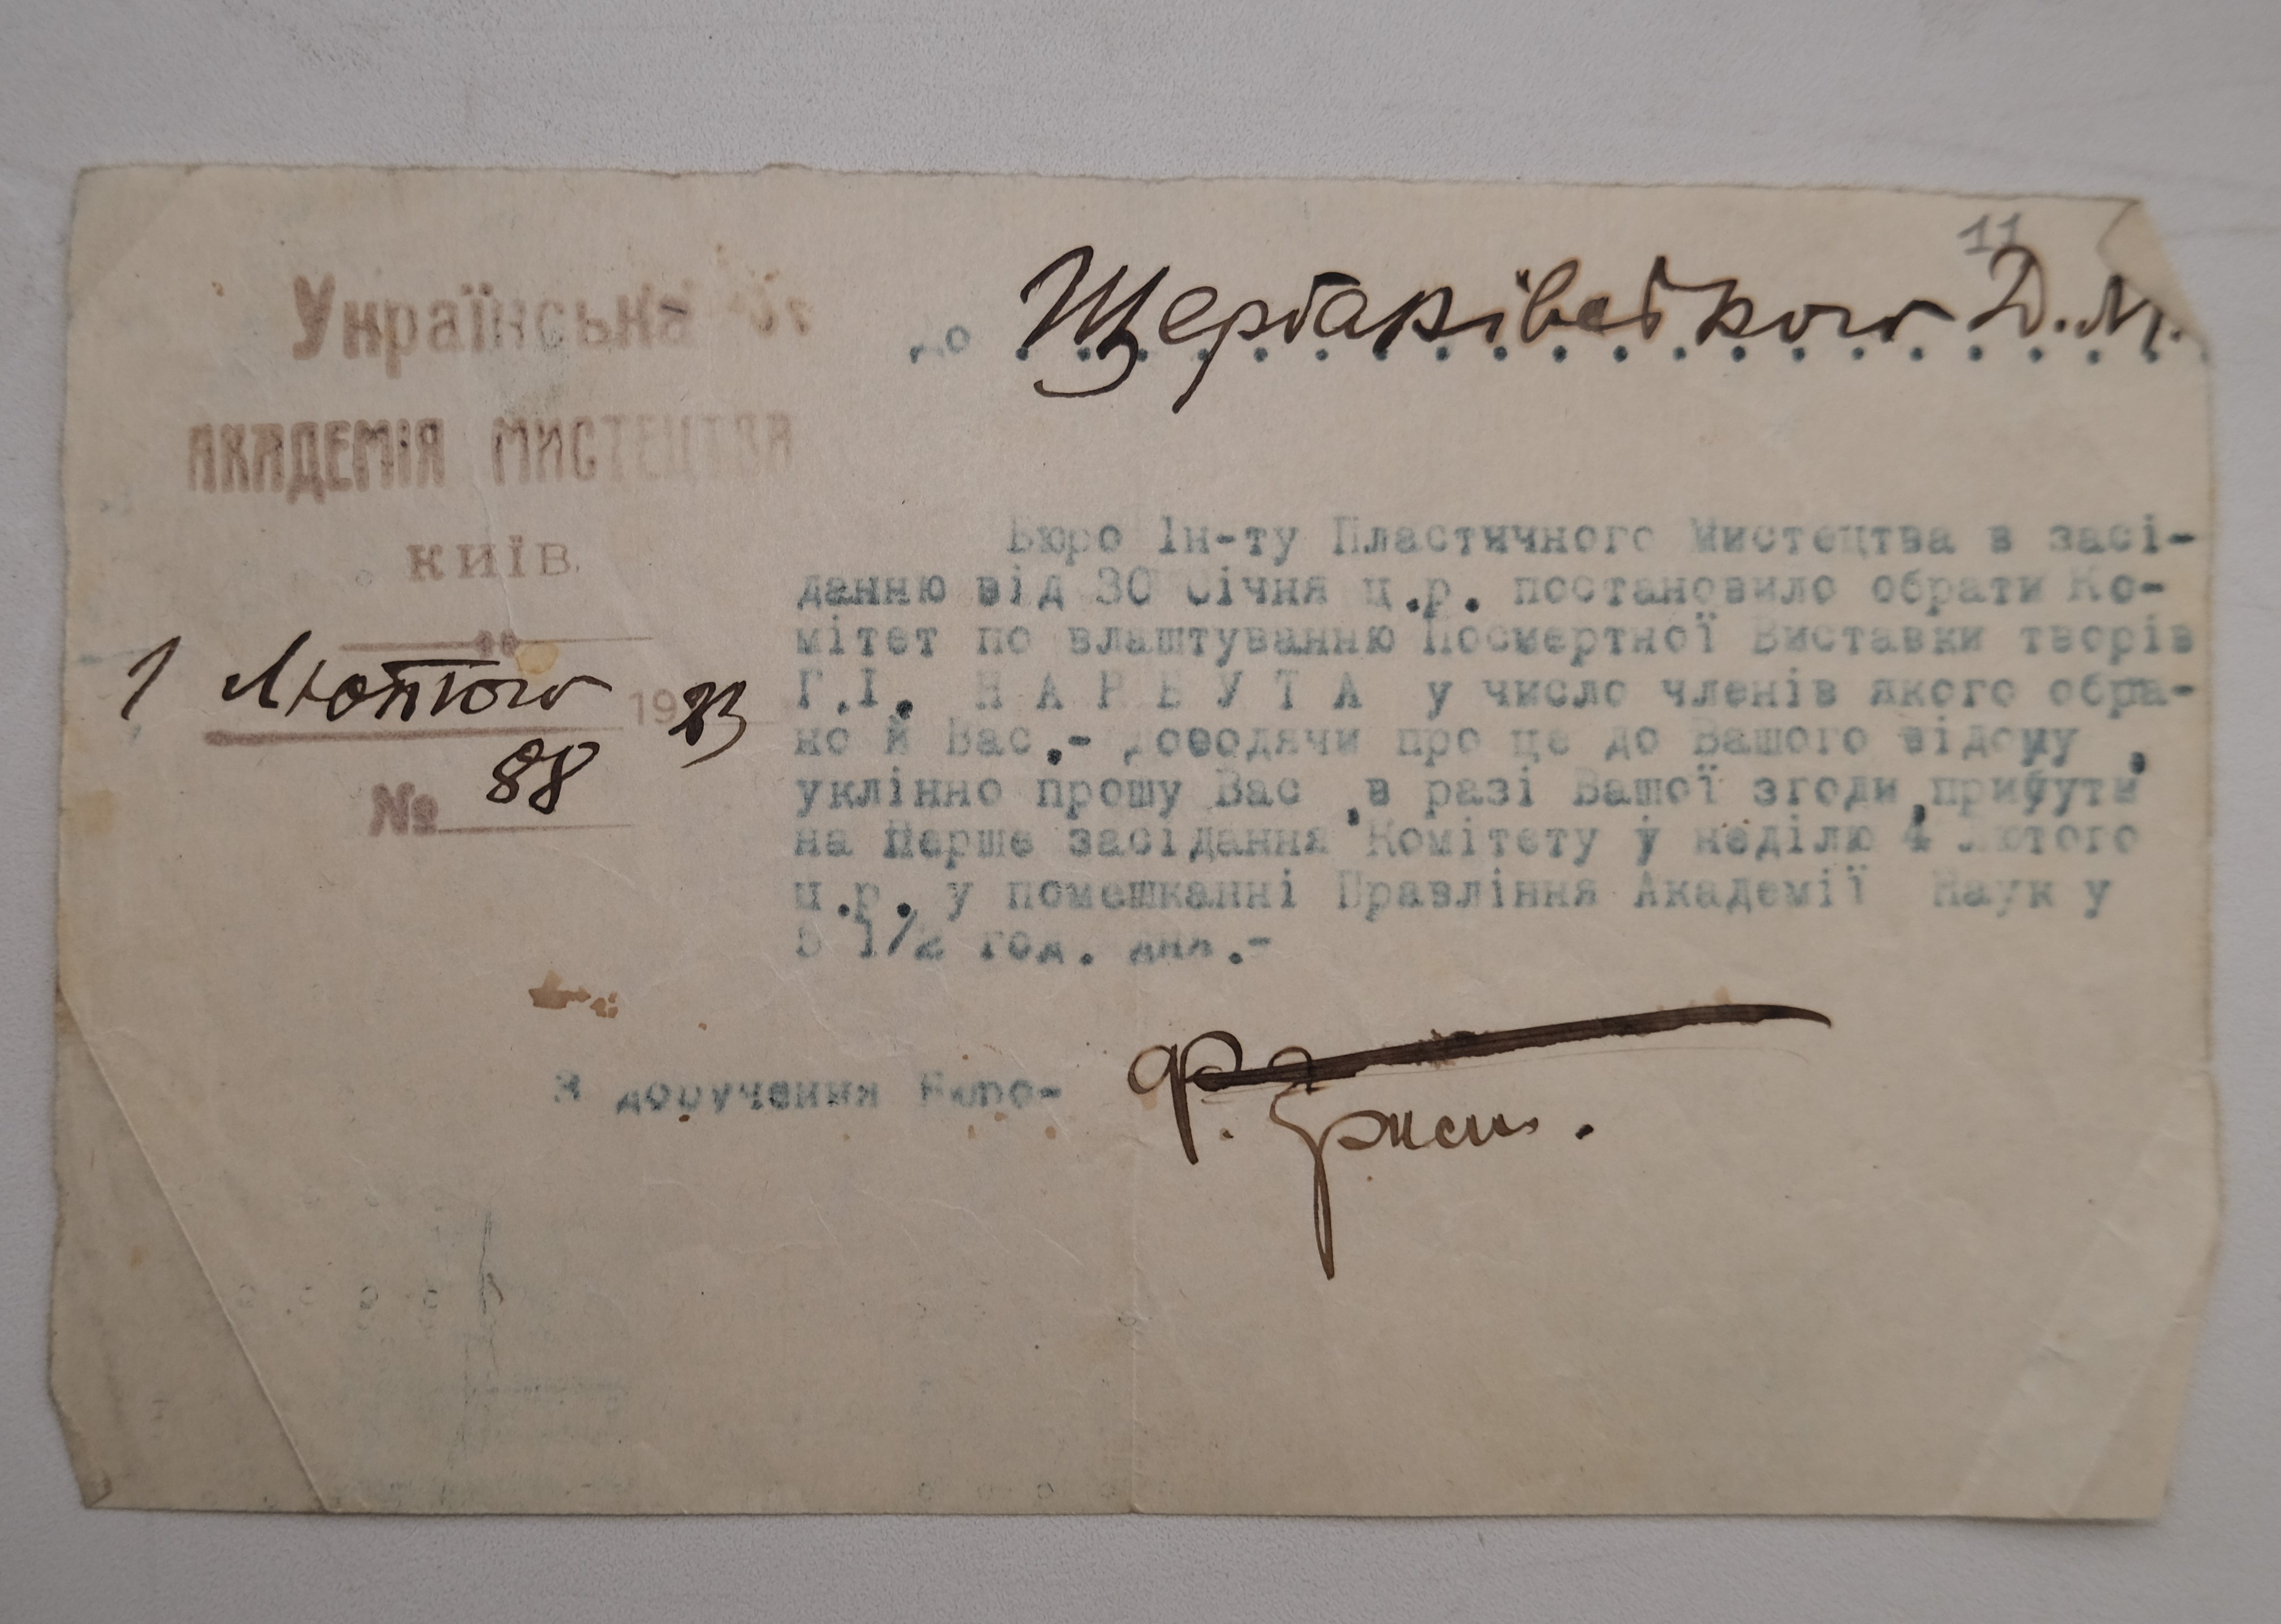 11
Українська
АКАДЕМІЯ МИСТЕЦТВА
КИЇВ.
1 Лютого 1923
№ 88
до Щербаківського Д.М.
Бюро Ін-ту Пластичного Мистецтва в засі-
данню від 30 Січня ц.р. постановило обрати Ко-
мітет по влаштуванню Посмертної Виставки творів
Г.І. Н А Р Б У Т А у число членів якого обра-
но й Вас.- Доводячи про це до Вашого відому ,
уклінно прошу Вас ,в разі Вашої згоди,прибути
на Перше засідання Комітету у неділю 4 Лютого
ц.р. у помешканні Правління Академії Наук у
5 1/2 год. дня.-
З доручення Бюро- Ф.